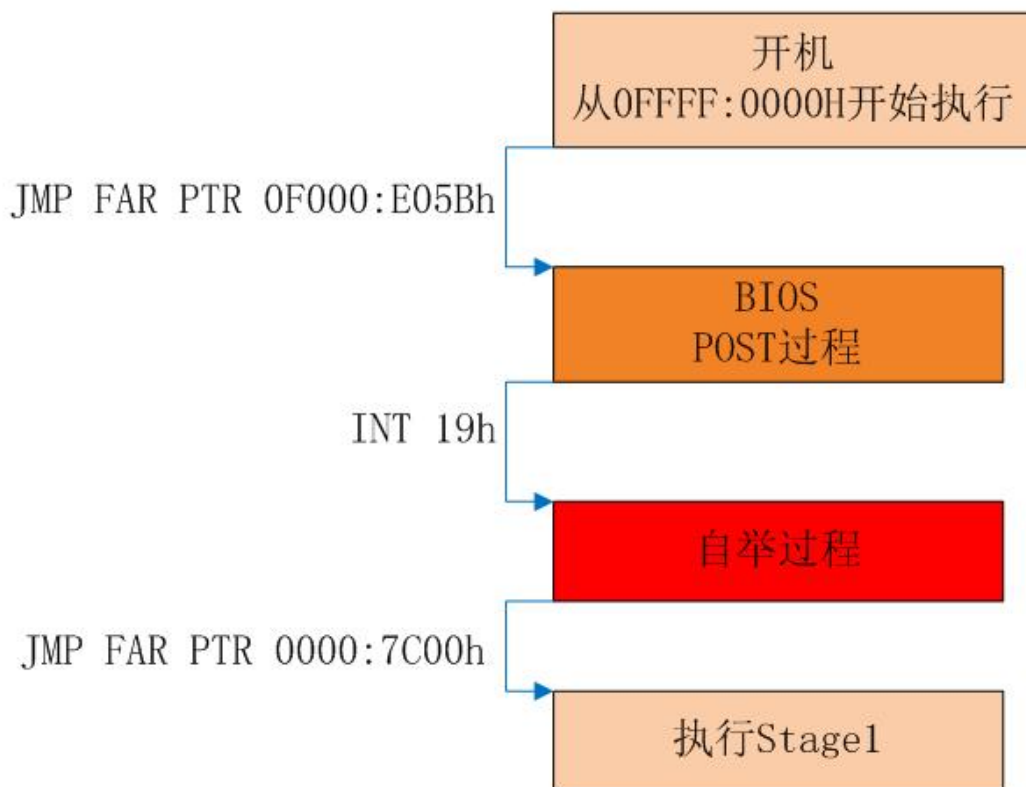 开机
从0FFFF:0000H开始执行
JMP FAR PTR 0F000:E05Bh
BIOS
POST过程
INT 19h
自举过程
JMP FAR PTR 0000:7C00h
执行Stage1